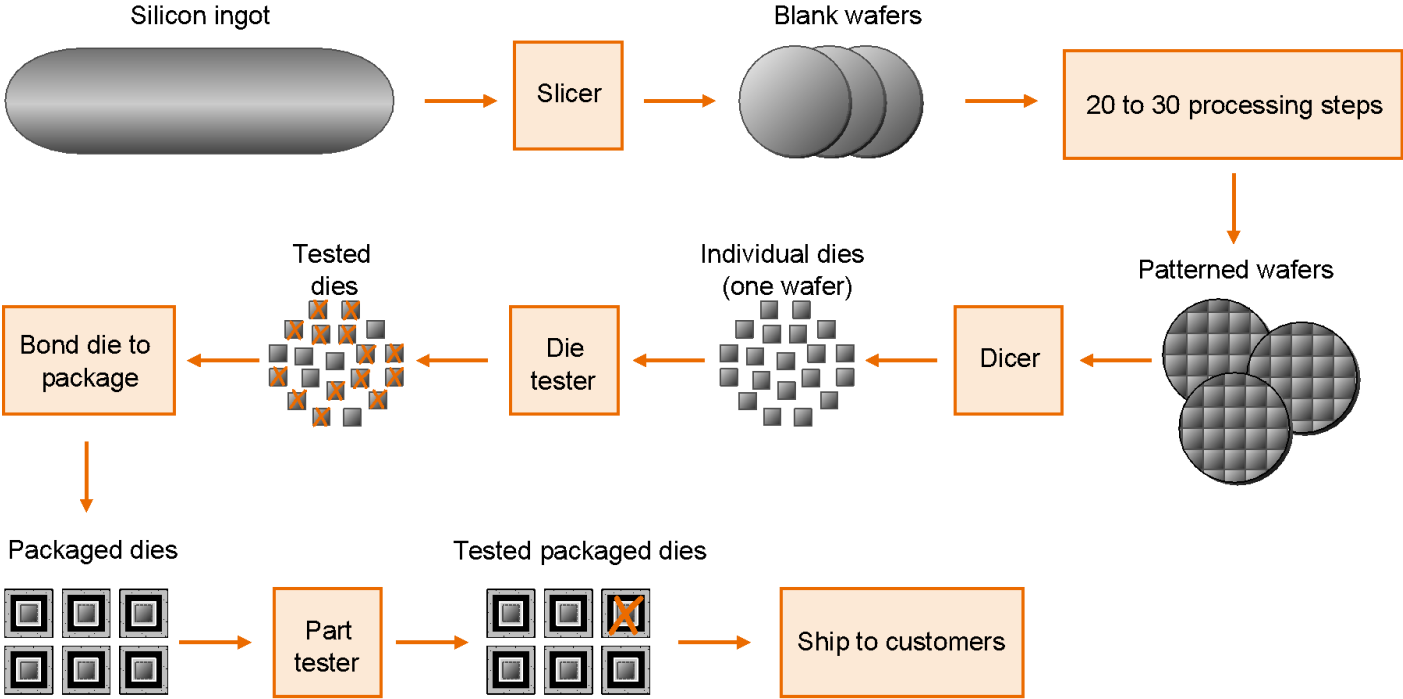 Silicon ingot
Slicer
Blank wafers
20 to 30 processing steps
Patterned wafers
Dicer
Individual dies
(one wafer)
Die
tester
Tested
dies
Bond die to
package
Packaged dies
Part
tester
Tested packaged dies
Ship to customers